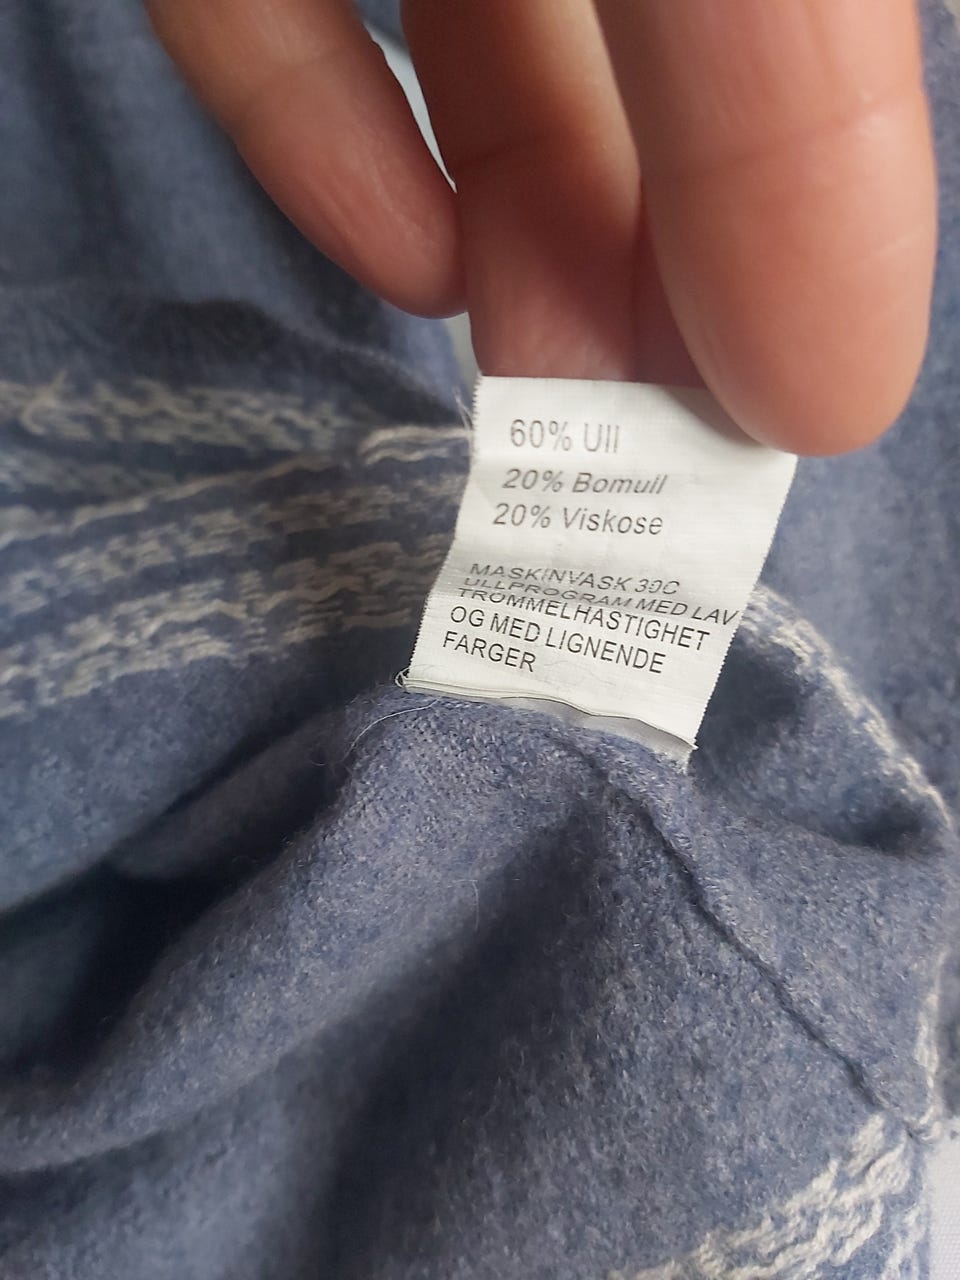 60% Ull
20% Bomull
20% Viskose
MASKINVASK 30C
ULLPROGRAM MED LAV
TROMMELHASTIGHET
OG MED LIGNENDE
FARGER